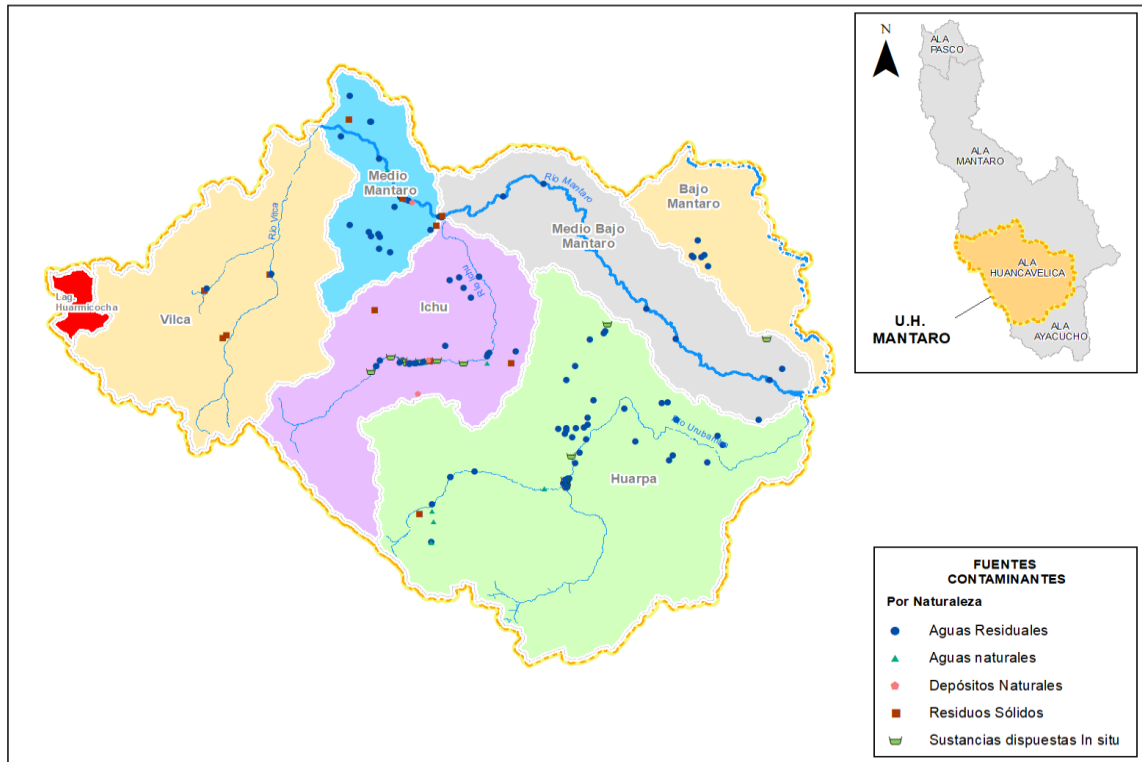 N
ALA
PASCO
ALA
MANTARO
ALA
HUANCAVELICA
U.H.
MANTARO
ALA
AYACUCHO
Medio
Mantaro
Río Mantaro
Bajo
Mantaro
Medio Bajo
Mantaro
Río Vilca
Río Ichu
Lag.
Huarmicocha
Vilca
Ichu
Río Urubamba
Huarpa
FUENTES
CONTAMINANTES
Por Naturaleza
Aguas Residuales
Aguas naturales
Depósitos Naturales
Residuos Sólidos
Sustancias dispuestas In situ